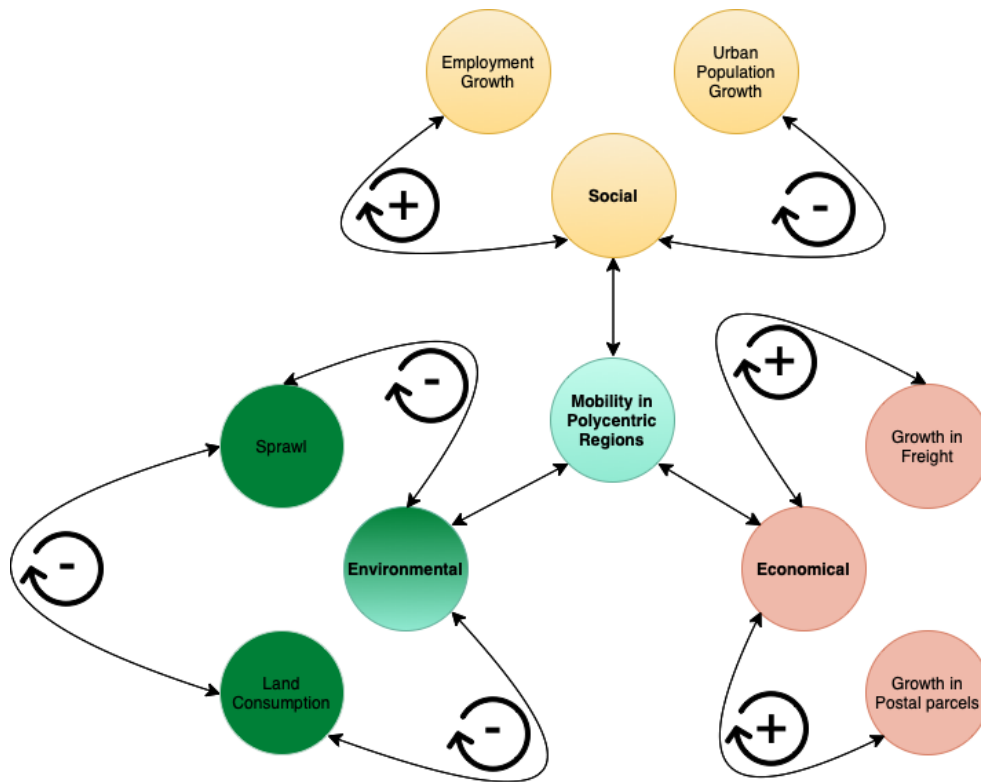 Employment
Growth
Urban
Population
Growth
+
Social
-
-
+
Mobility in
Polycentric
Regions
Sprawl
Growth in
Freight
-
Environmental
Economical
Land
Consumption
-
+
Growth in
Postal parcels